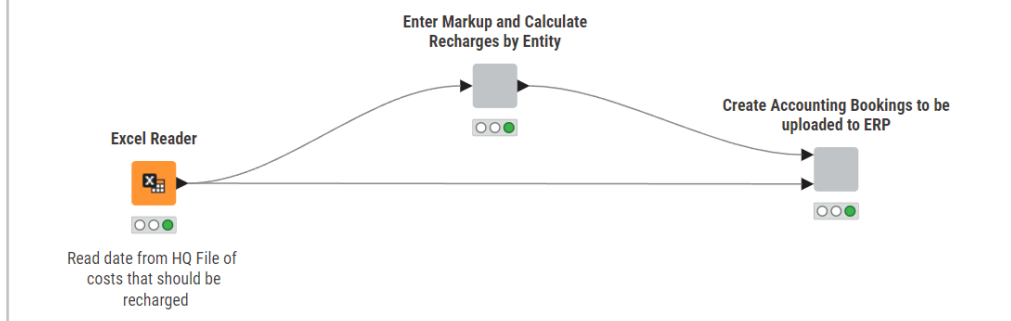 Enter Markup and Calculate
Recharges by Entity
Create Accounting Bookings to be
uploaded to ERP
Excel Reader
X
Read date from HQ File of
costs that should be
recharged